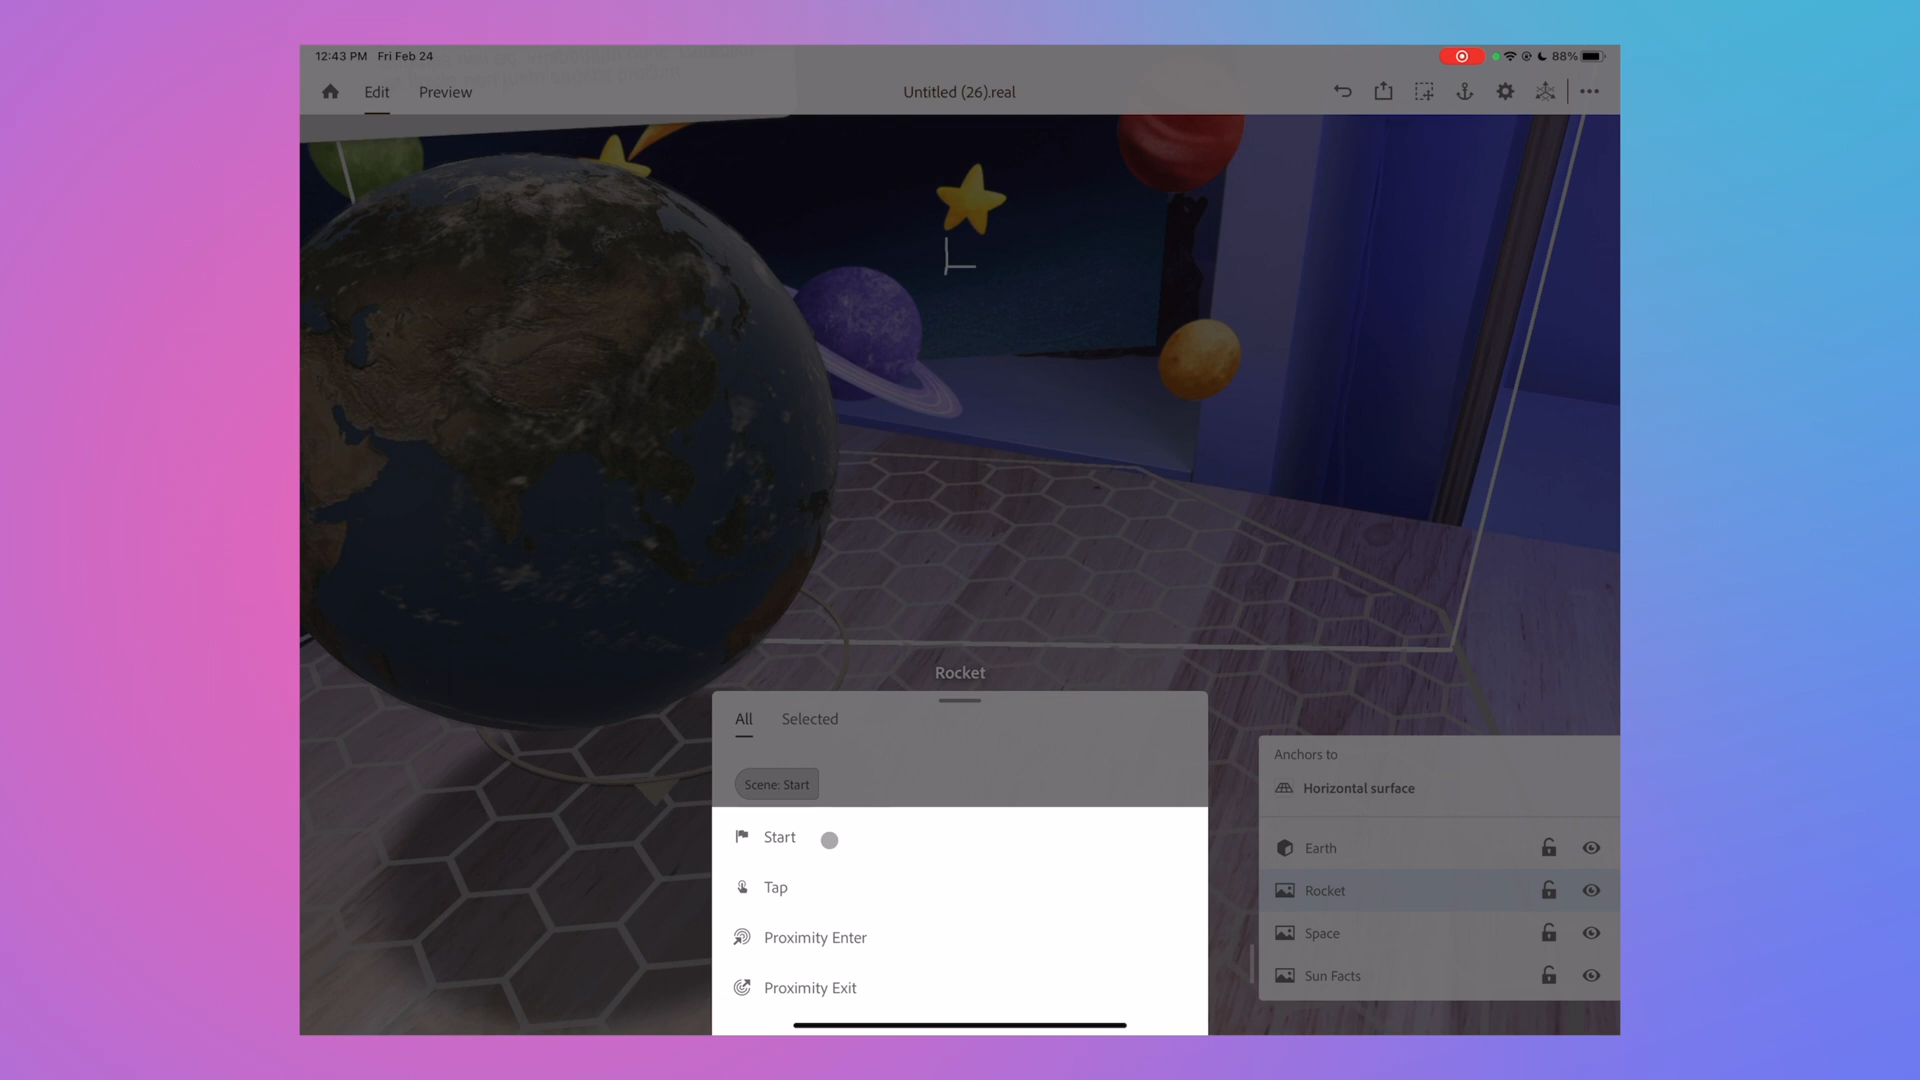 12:43 PM Fri Feb 24
88%
Edit Preview Untitled (26).real
Rocket
All Selected
Scene: Start
Start
Tap
Proximity Enter
Proximity Exit
Anchors to
Horizontal surface
Earth
Rocket
Space
Sun Facts